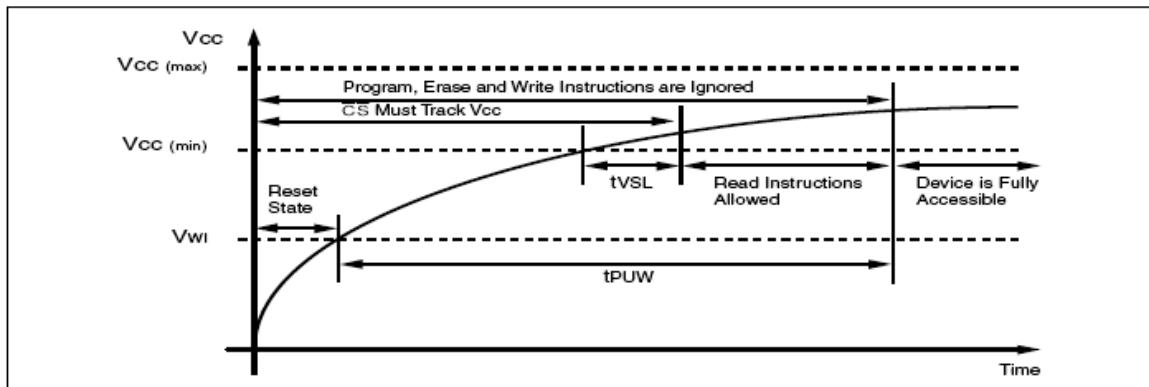 Vcc
Vcc (max)
Program, Erase and Write Instructions are Ignored
CS Must Track Vcc
Vcc (min)
tVSL
Read Instructions
Allowed
Device is Fully
Accessible
Reset
State
VWI
tPUW
Time